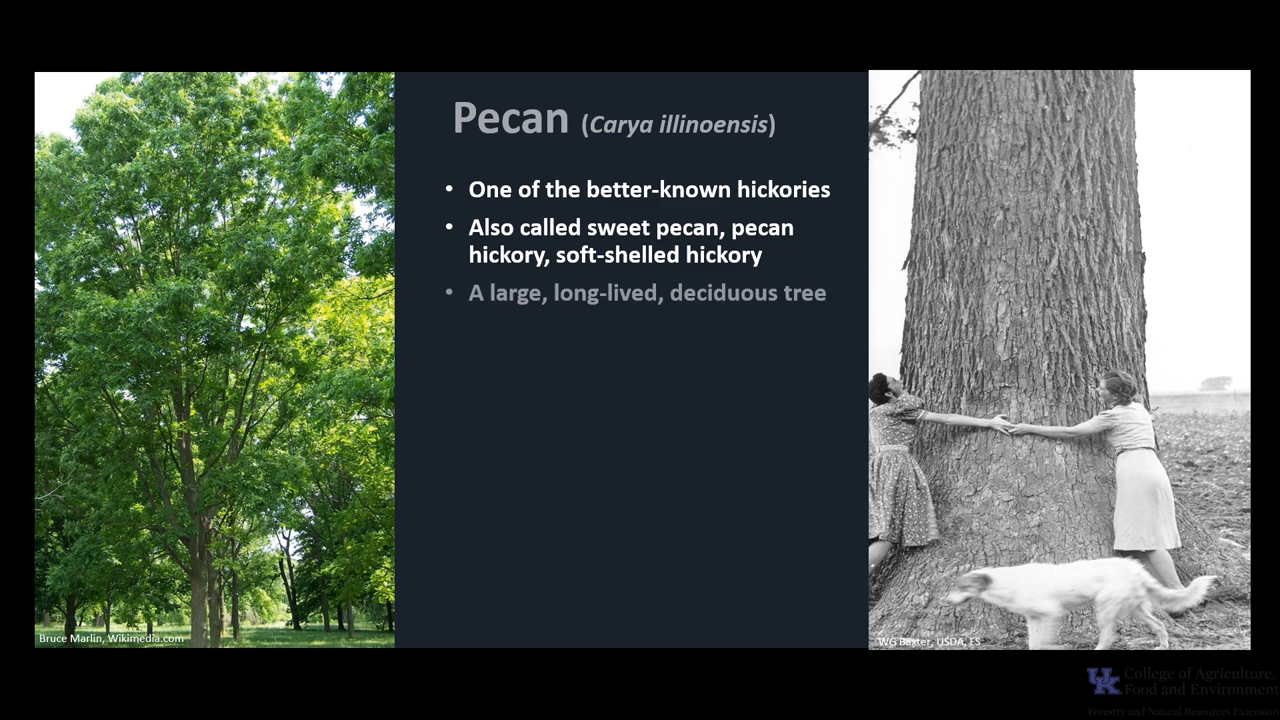 Pecan (Carya illinoensis)
• One of the better-known hickories
• Also called sweet pecan, pecan
hickory, soft-shelled hickory
• A large, long-lived, deciduous tree
Bruce Marlin, Wikimedia.com
WG Baxter, USDA, FS
UK College of Agriculture,
Food and Environment
Forestry and Natural Resources Extension